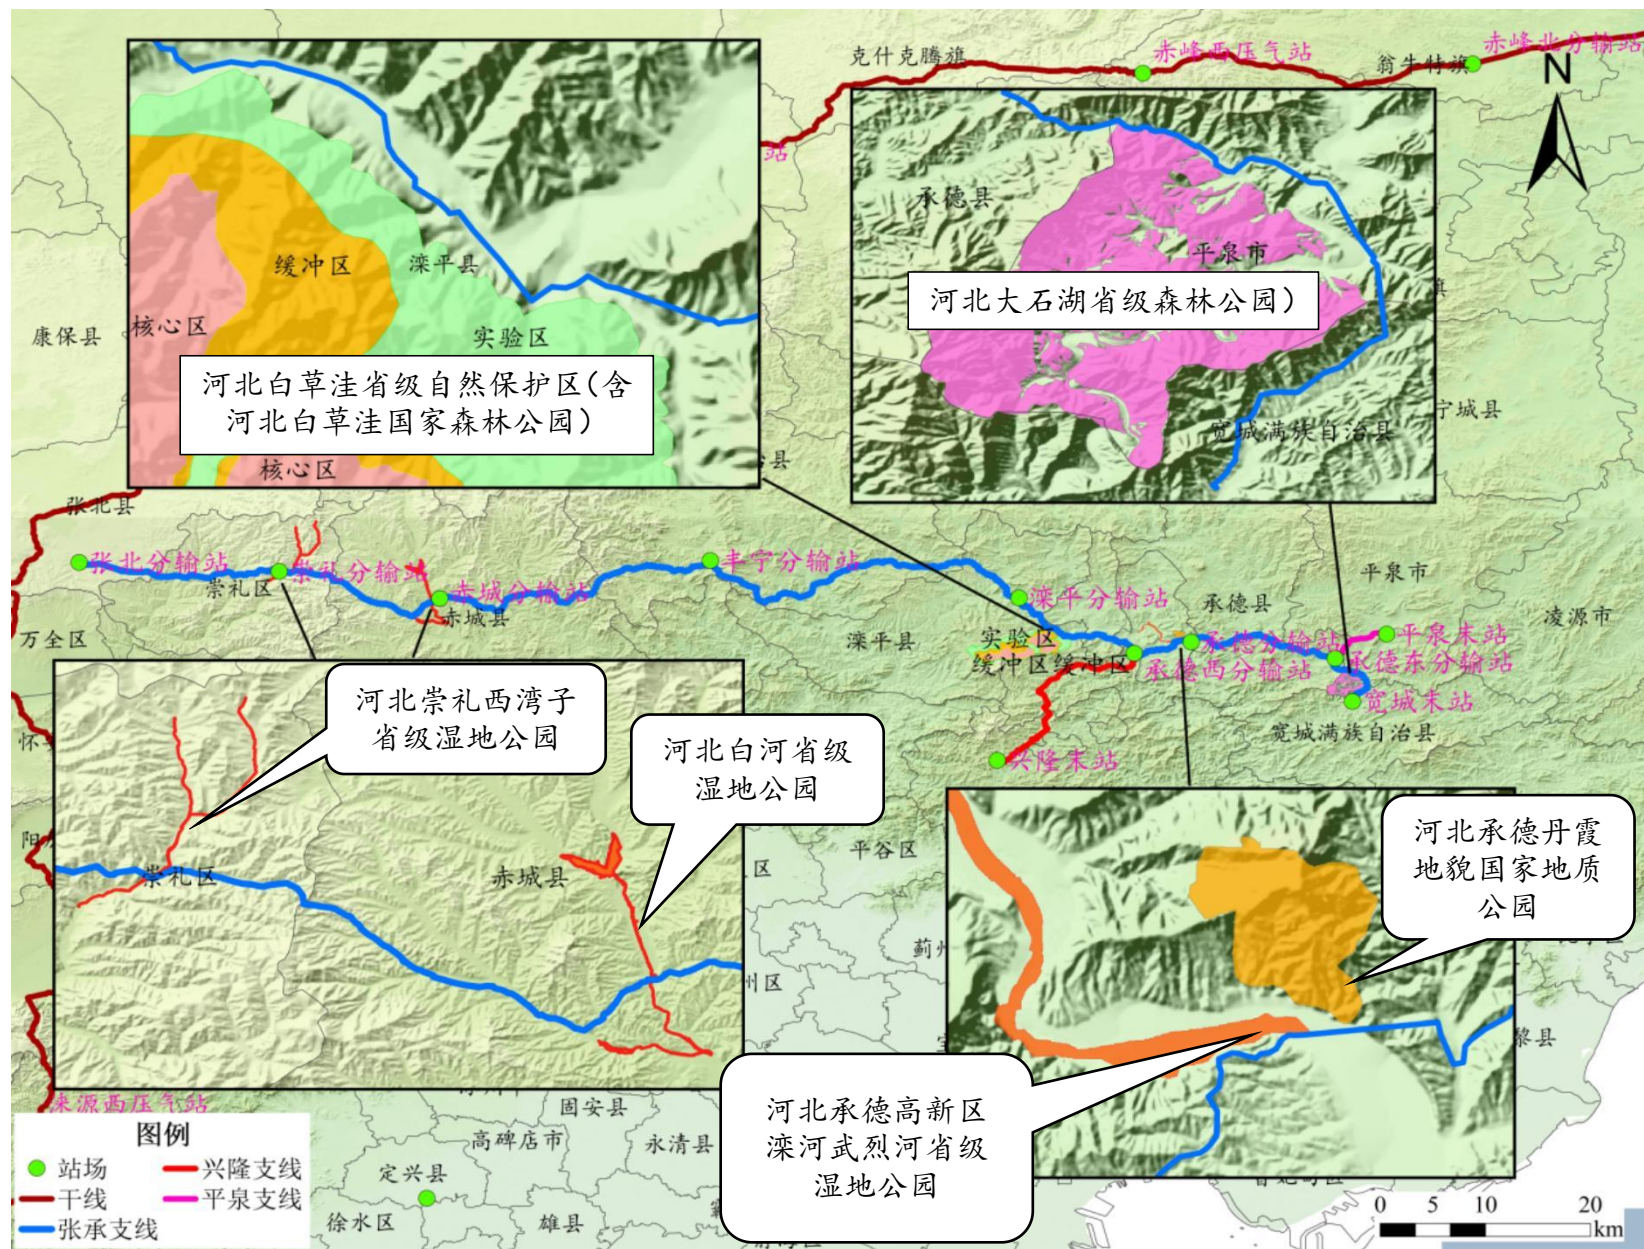 克什克腾旗
赤峰西压气站
翁牛特旗
赤峰北分输站
N
站
承德县
平泉市
河北大石湖省级森林公园）
宽城满族自治县
宁城县
旗
康保县
缓冲区
滦平县
核心区
实验区
河北白草洼省级自然保护区(含
河北白草洼国家森林公园）
核心区
县
张北县
张北分输站
崇礼分输站
崇礼区
赤城分输站
赤城县
丰宁分输站
滦平分输站
承德县
平泉市
凌源市
万全区
滦平县
实验区
缓冲区缓冲区
承德分输站
平泉末站
承德西分输站
承德东分输站
宽城末站
宽城满族自治县
兴隆末站
怀
阳
河北崇礼西湾子
省级湿地公园
河北白河省级
湿地公园
崇礼区
赤城县
平谷区
区
蓟州
州区
河北承德丹霞
地貌国家地质
公园
黎县
河北承德高新区
滦河武烈河省级
湿地公园
涞源西压气站
固安县
高碑店市
永清县
定兴县
徐水区
雄县
图例
站场
兴隆支线
干线
平泉支线
张承支线
0 5 10 20
km